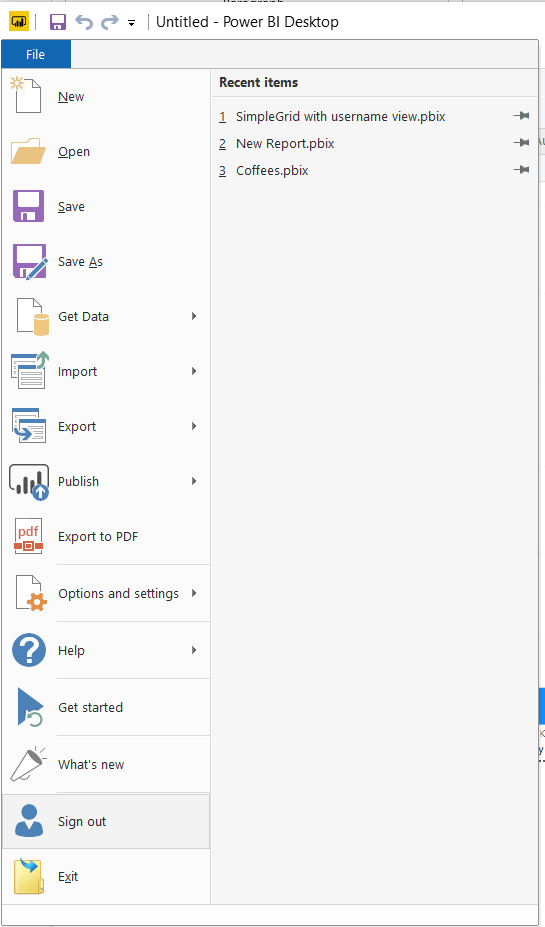 Untitled - Power BI Desktop
File
New
Open
Save
Save As
Get Data
Import
Export
Publish
pdf
Export to PDF
Options and settings
Help
Get started
What's new
Sign out
Exit
Recent items
1 SimpleGrid with username view.pbix
2 New Report.pbix
3 Coffees.pbix